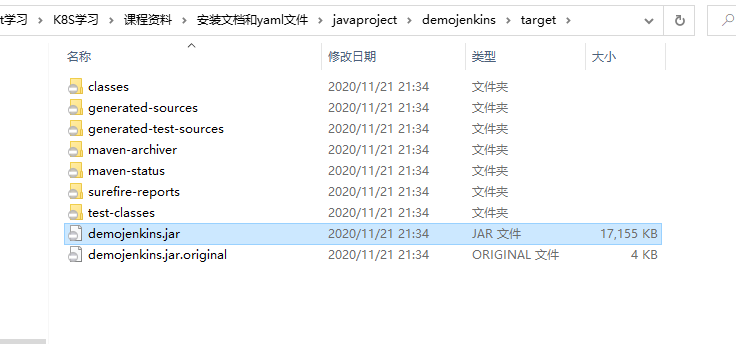 t学习 > K8S学习 > 课程资料 > 安装文档和yaml文件 > javaproject > demojenkins > target >
名称 修改日期 类型 大小
classes 2020/11/21 21:34 文件夹
generated-sources 2020/11/21 21:34 文件夹
generated-test-sources 2020/11/21 21:34 文件夹
maven-archiver 2020/11/21 21:34 文件夹
maven-status 2020/11/21 21:34 文件夹
surefire-reports 2020/11/21 21:34 文件夹
test-classes 2020/11/21 21:34 文件夹
demojenkins.jar 2020/11/21 21:34 JAR 文件 17,155 KB
demojenkins.jar.original 2020/11/21 21:34 ORIGINAL 文件 4 KB